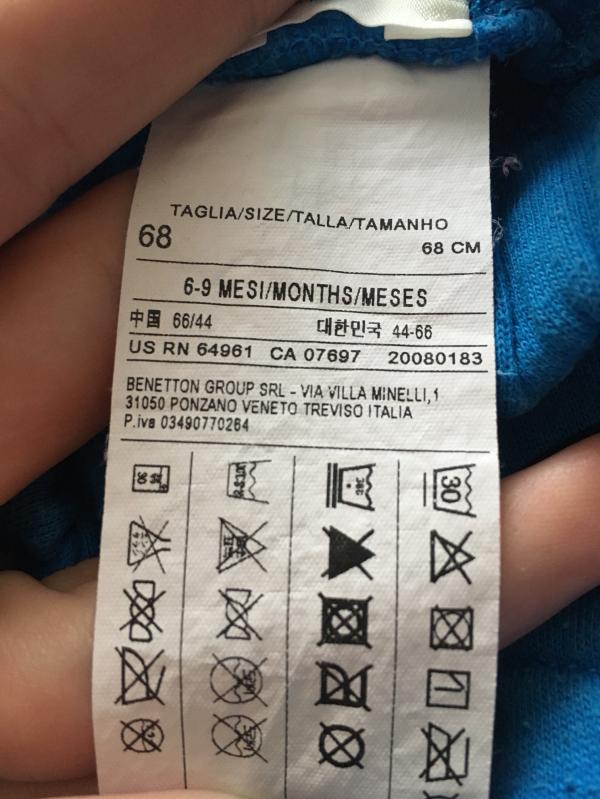 TAGLIA/SIZE/TALLA/TAMANHO
68 68 CM
6-9 MESI/MONTHS/MESES
中国 66/44 대한민국 44-66
US RN 64961 CA 07697 20080183
BENETTON GROUP SRL - VIA VILLA MINELLI,1
31050 PONZANO VENETO TREVISO ITALIA
P.iva 03490770264
30